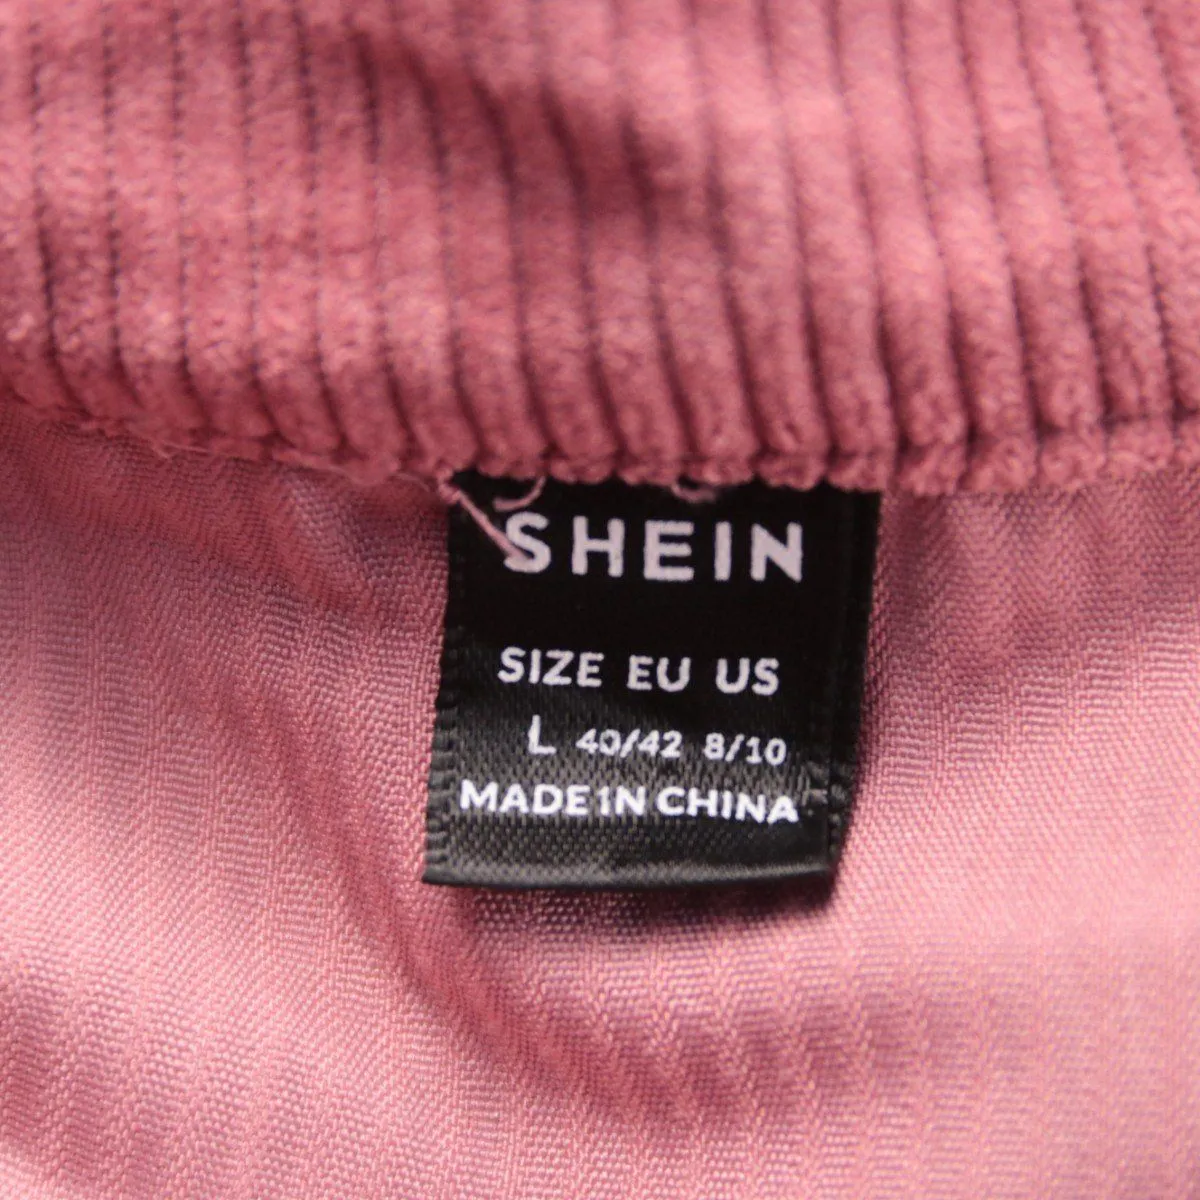 SHEIN
SIZE EU US
L 40/42 8/10
MADE IN CHINA